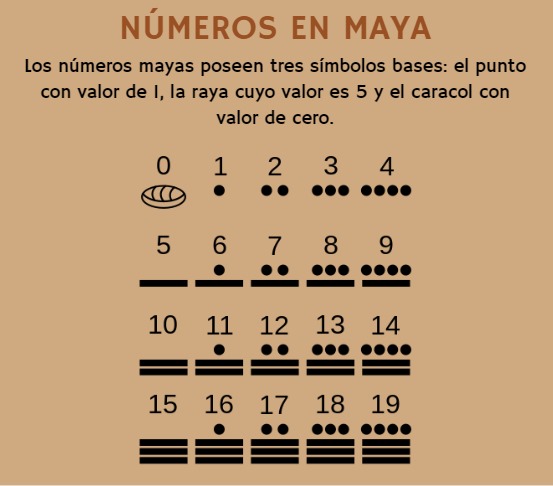 NÚMEROS EN MAYA
Los números mayas poseen tres símbolos bases: el punto
con valor de 1, la raya cuyo valor es 5 y el caracol con
valor de cero.
0 1 2 3 4
5 6 7 8 9
10 11 12 13 14
15 16 17 18 19